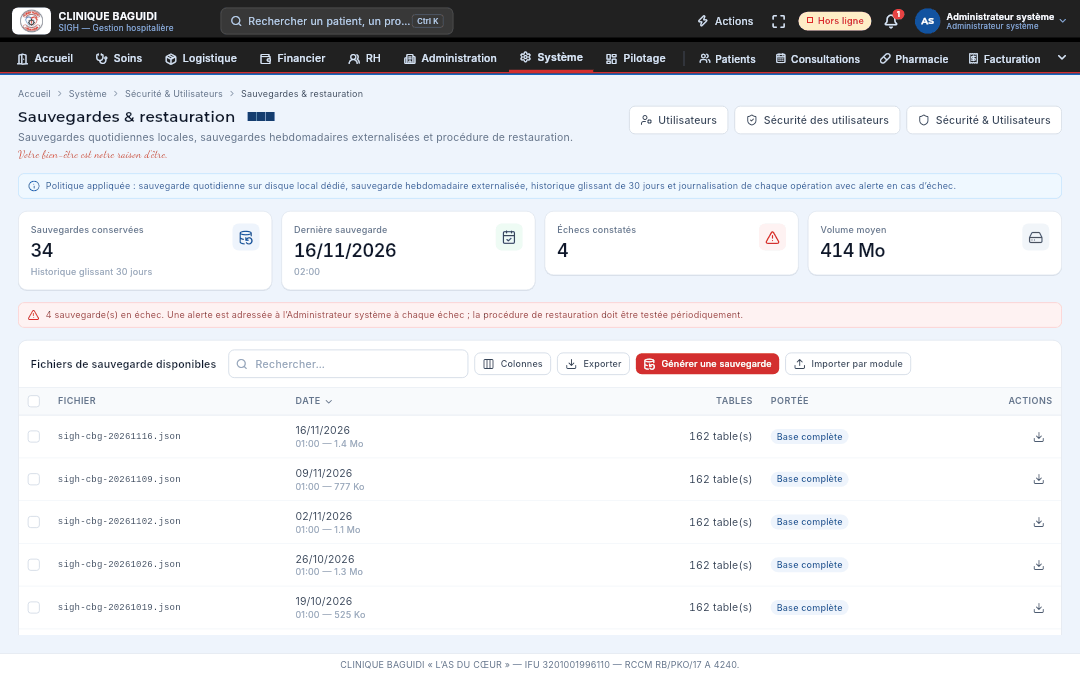 CLINIQUE BAGUIDI
SIGH — Gestion hospitalière
Rechercher un patient, un pro... Ctrl K
Actions
Hors ligne
1
AS
Administrateur système
Administrateur système
Accueil Soins Logistique Financier RH Administration Système Pilotage Patients Consultations Pharmacie Facturation
Accueil > Système > Sécurité & Utilisateurs > Sauvegardes & restauration
Sauvegardes & restauration
Sauvegardes quotidiennes locales, sauvegardes hebdomadaires externalisées et procédure de restauration.
Votre bien-être est notre raison d'être.
Utilisateurs Sécurité des utilisateurs Sécurité & Utilisateurs
Politique appliquée : sauvegarde quotidienne sur disque local dédié, sauvegarde hebdomadaire externalisée, historique glissant de 30 jours et journalisation de chaque opération avec alerte en cas d'échec.
Sauvegardes conservées
34
Historique glissant 30 jours
Dernière sauvegarde
16/11/2026
02:00
Échecs constatés
4
Volume moyen
414 Mo
4 sauvegarde(s) en échec. Une alerte est adressée à l'Administrateur système à chaque échec ; la procédure de restauration doit être testée périodiquement.
Fichiers de sauvegarde disponibles Rechercher... Colonnes Exporter Générer une sauvegarde Importer par module
FICHIER DATE TABLES PORTÉE ACTIONS
sigh-cbg-20261116.json 16/11/2026 162 table(s) Base complète
01:00 — 1.4 Mo
sigh-cbg-20261109.json 09/11/2026 162 table(s) Base complète
01:00 — 777 Ko
sigh-cbg-20261102.json 02/11/2026 162 table(s) Base complète
01:00 — 1.1 Mo
sigh-cbg-20261026.json 26/10/2026 162 table(s) Base complète
01:00 — 1.3 Mo
sigh-cbg-20261019.json 19/10/2026 162 table(s) Base complète
01:00 — 525 Ko
CLINIQUE BAGUIDI « L'AS DU CŒUR » — IFU 3201001996110 — RCCM RB/PKO/17 A 4240.